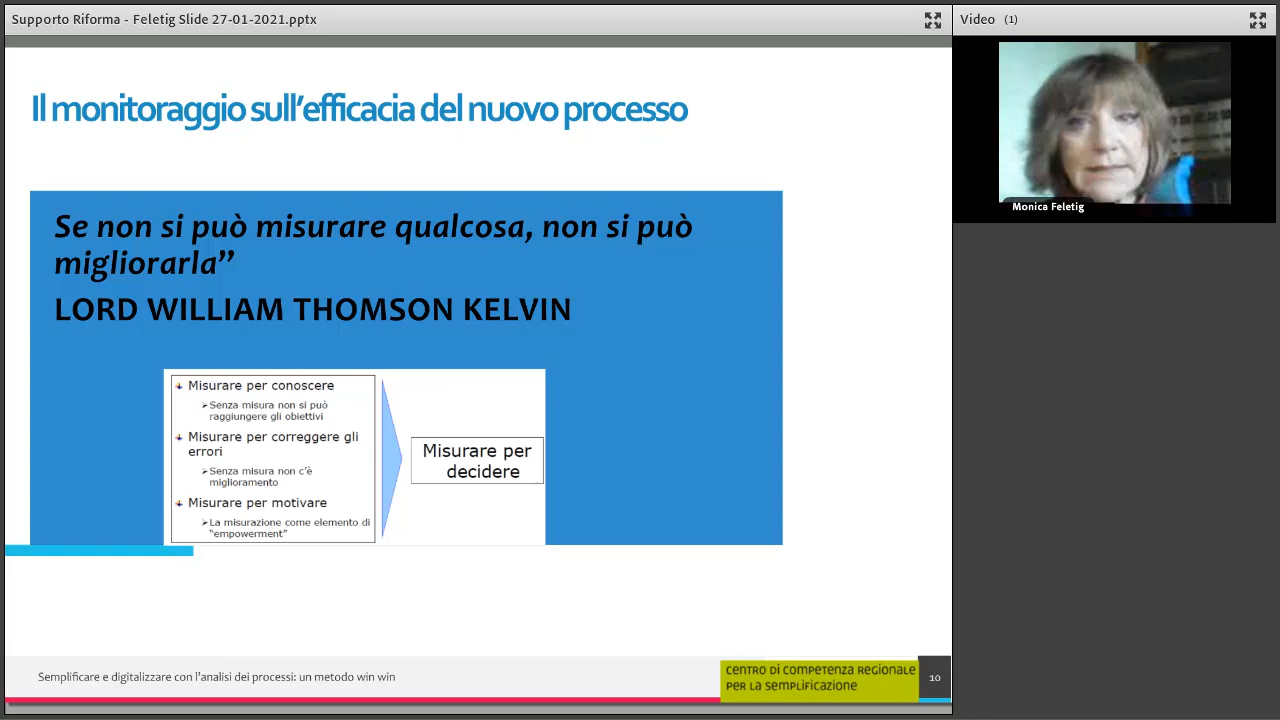 Supporto Riforma - Feletig Slide 27-01-2021.pptx
Video (1)
Monica Feletig
Il monitoraggio sull'efficacia del nuovo processo
Se non si può misurare qualcosa, non si può
migliorarla”
LORD WILLIAM THOMSON KELVIN
Misurare per conoscere
Senza misura non si può
raggiungere gli obiettivi
Misurare per correggere gli
errori
Senza misura non c'è
miglioramento
Misurare per motivare
La misurazione come elemento di
“empowerment”
Misurare per
decidere
Semplificare e digitalizzare con l'analisi dei processi: un metodo win win
CENTRO DI COMPETENZA REGIONALE
PER LA SEMPLIFICAZIONE
10